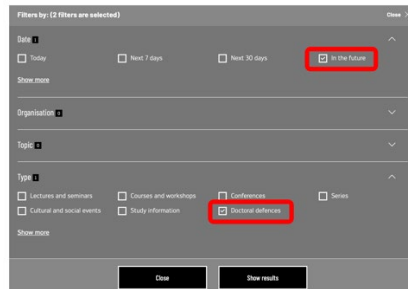 Filters by: (2 filters are selected)
Close
Date 1
Today
Next 7 days
Next 30 days
In the future
Show more
Organisation 0
Topic 0
Type 1
Lectures and seminars
Courses and workshops
Conferences
Series
Cultural and social events
Study information
Doctoral defences
Show more
Close
Show results